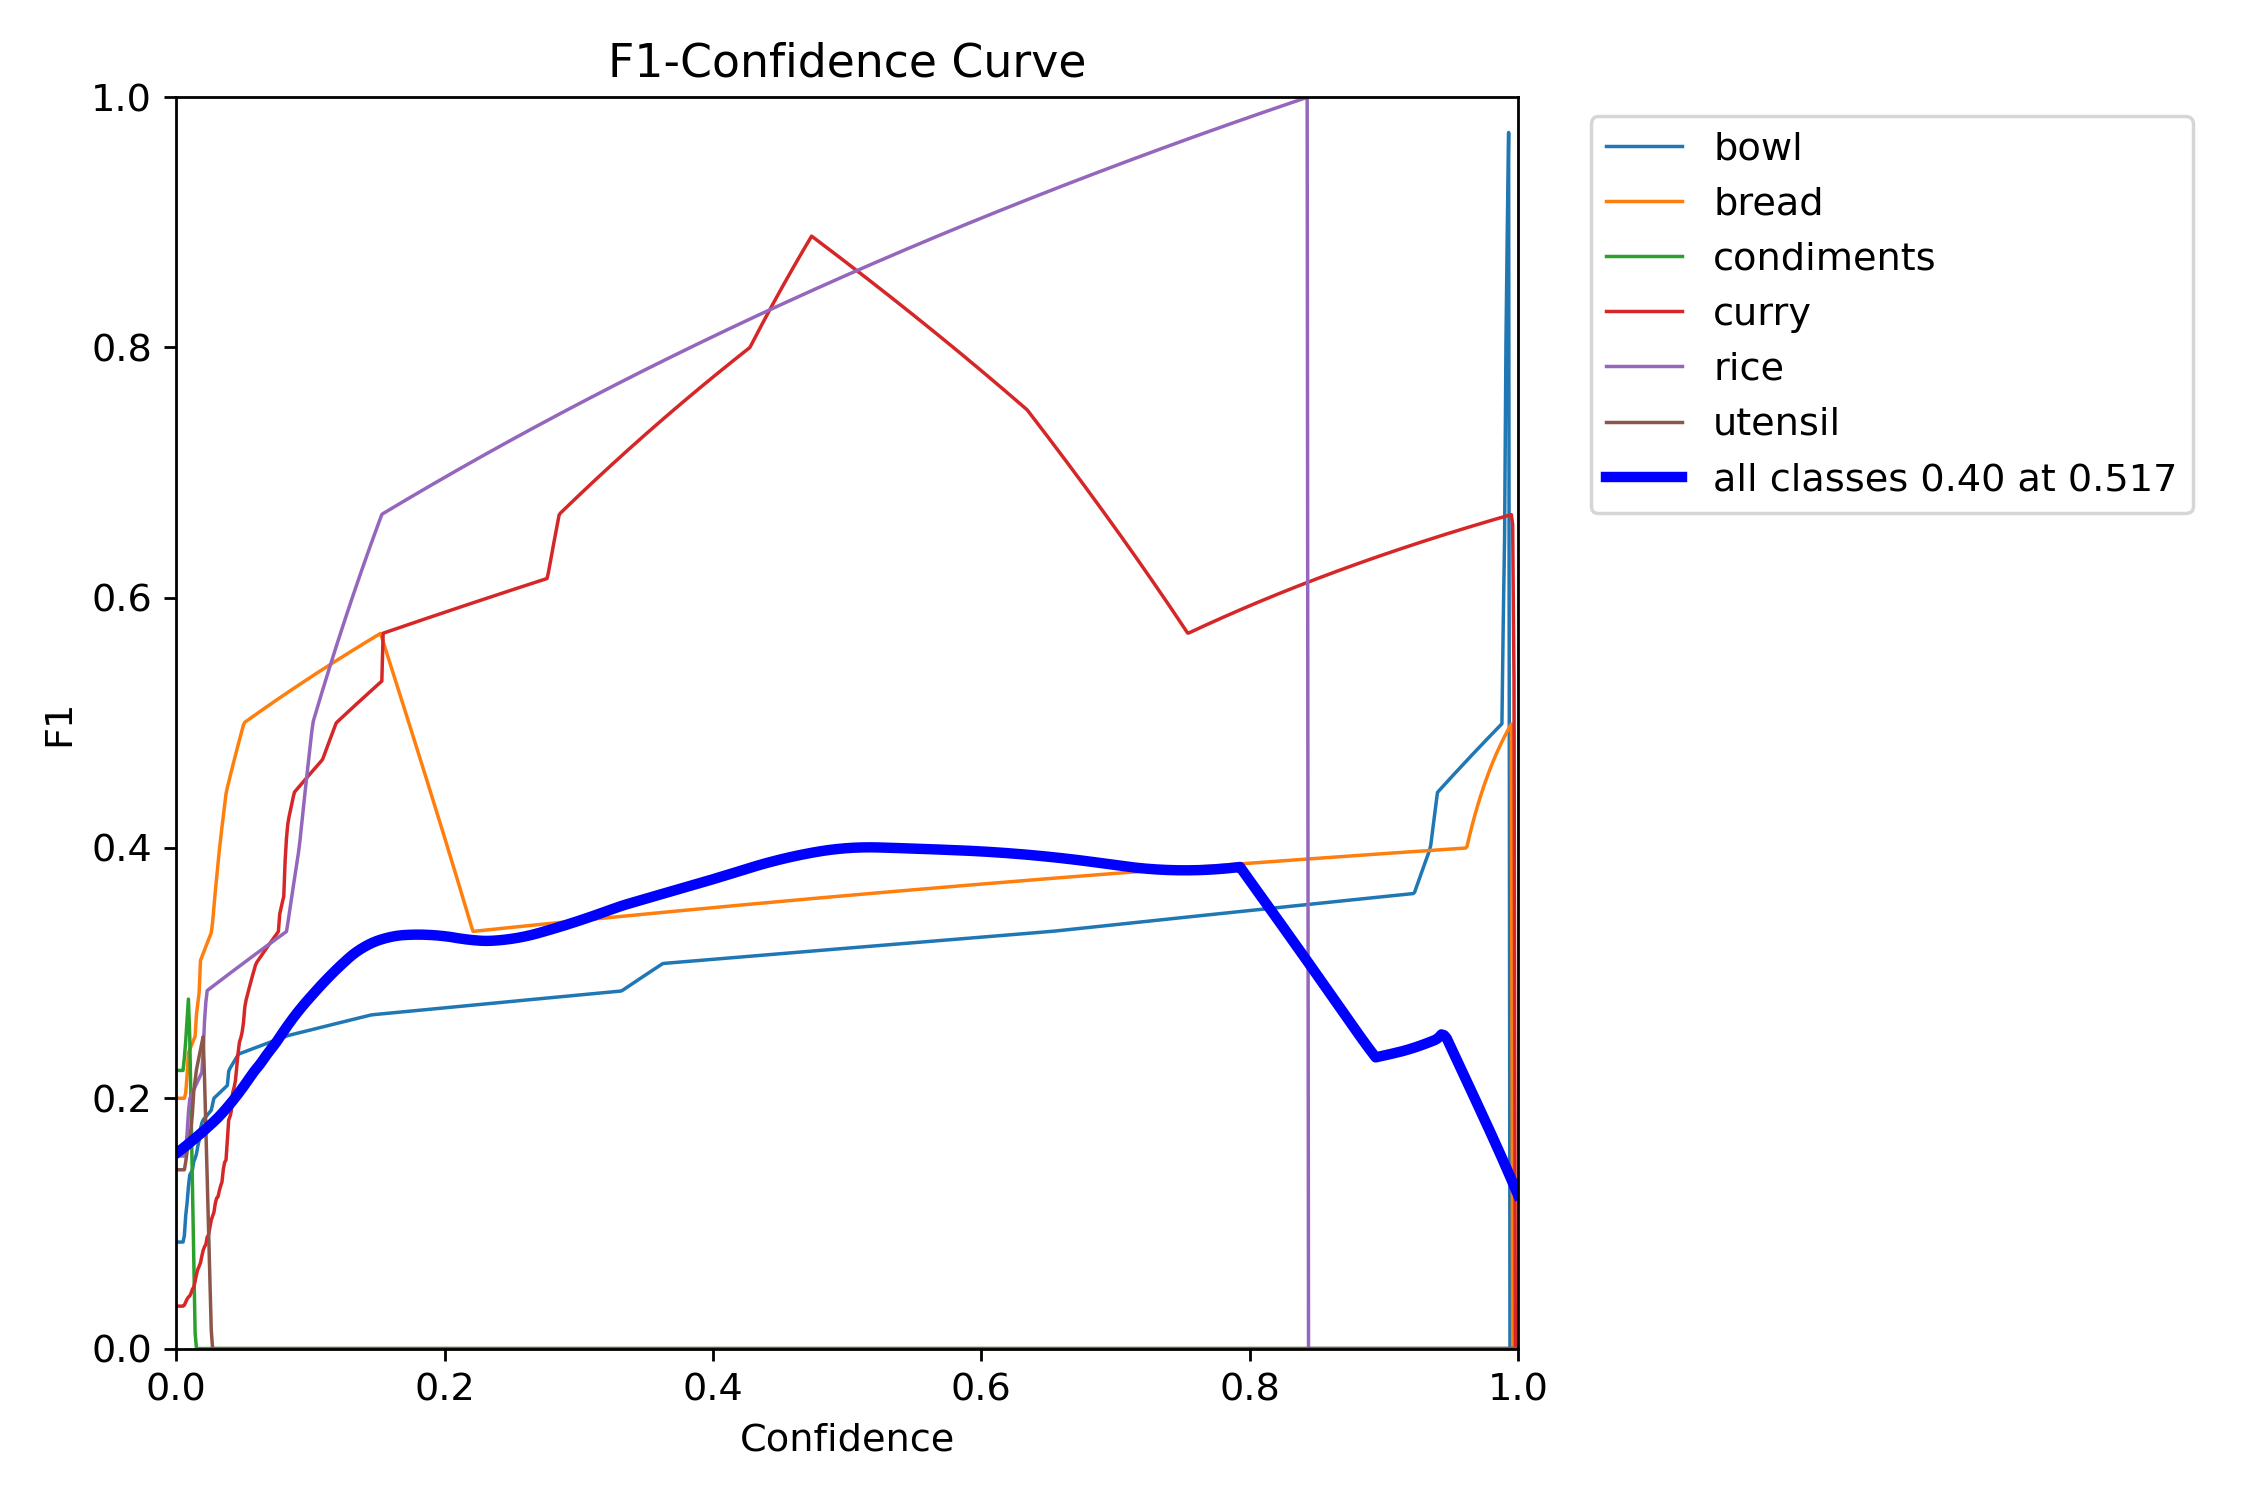 F1-Confidence Curve
1.0
0.8
0.6
0.4
0.2
0.0
F1
0.0 0.2 0.4 0.6 0.8 1.0
Confidence
bowl
bread
condiments
curry
rice
utensil
all classes 0.40 at 0.517